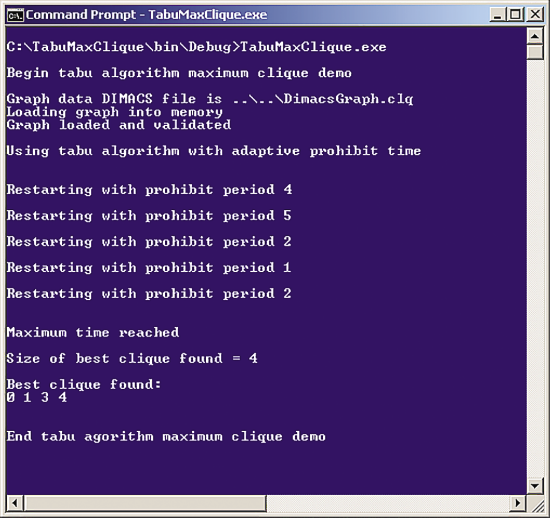 Command Prompt - TabuMaxClique.exe
C:\TabuMaxClique\bin\Debug>TabuMaxClique.exe
Begin tabu algorithm maximum clique demo
Graph data DIMACS file is ..\..\DimacsGraph.clq
Loading graph into memory
Graph loaded and validated
Using tabu algorithm with adaptive prohibit time
Restarting with prohibit period 4
Restarting with prohibit period 5
Restarting with prohibit period 2
Restarting with prohibit period 1
Restarting with prohibit period 2
Maximum time reached
Size of best clique found = 4
Best clique found:
0 1 3 4
End tabu agorithm maximum clique demo